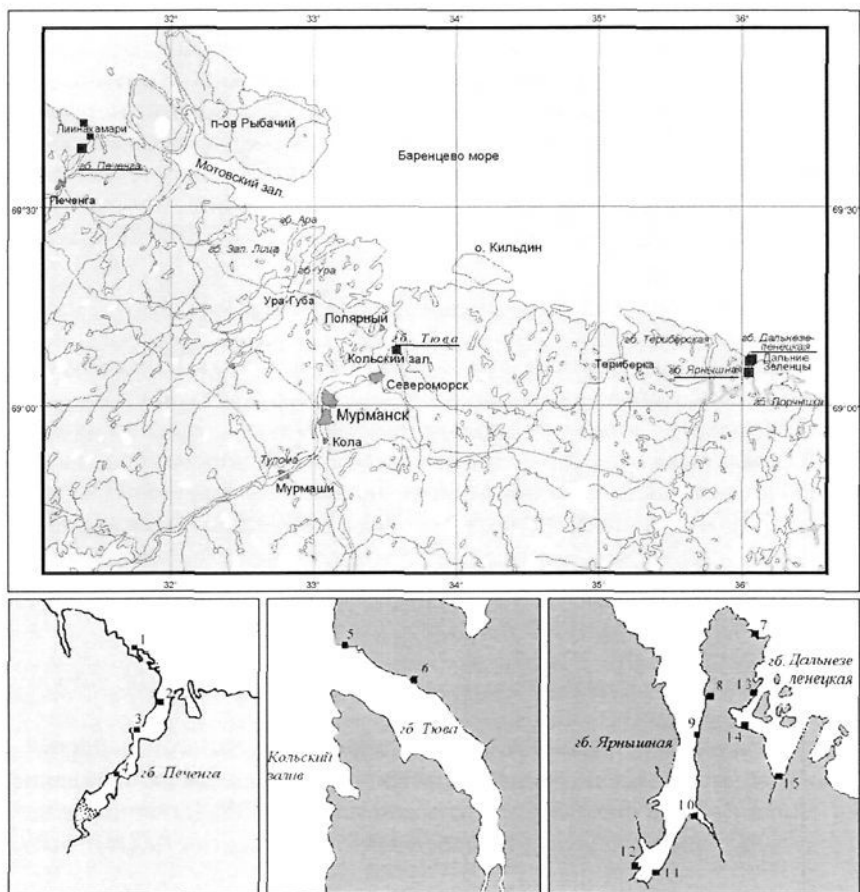 32° 33° 34° 35° 36°
п-ов Рыбачий
Лиинахамари
Баренцево море
гб. Печенга
Мотовский зал.
Печенга
69°30' 69°30'
гб. Ара
гб. Зап. Лица
о. Кильдин
гб. Ура
Ура-Губа
Полярный
гб. Тюва
гб. Териберская
гб. Дальнезе-
ленецкая
Кольский зал.
Териберка
гб. Ярнышная
Дальние
Зеленцы
Североморск
69°00' 69°00'
Мурманск
Кола
Мурмаши
32° 33° 34° 35° 36°
1
2
3
гб. Печенга
5
6
гб. Тюва
Кольский
залив
7
гб. Дальнезе
ленецкая
8
13
9
14
гб. Ярнышная
15
10
12
11